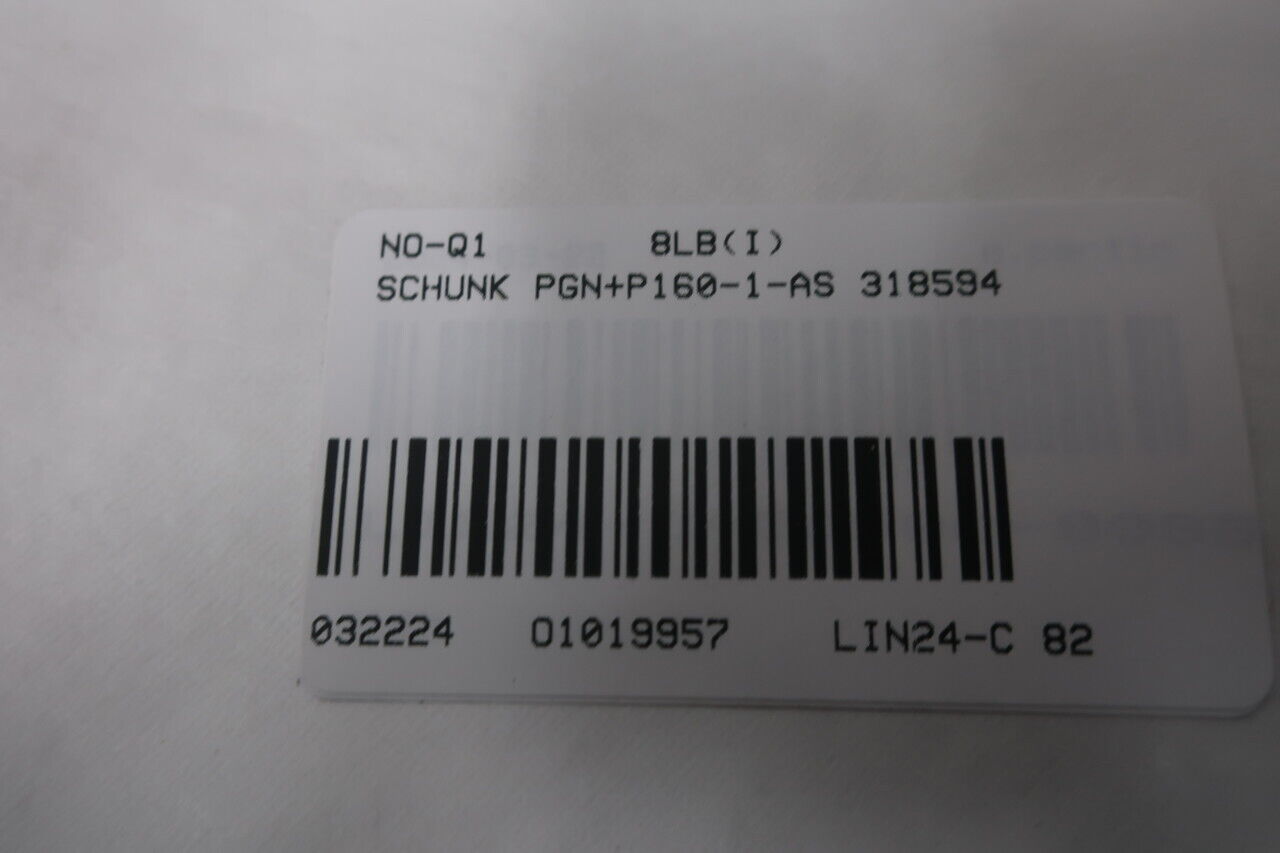 NO-Q1 8LB(I)
SCHUNK PGN+P160-1-AS 318594
032224 01019957 LIN24-C 82